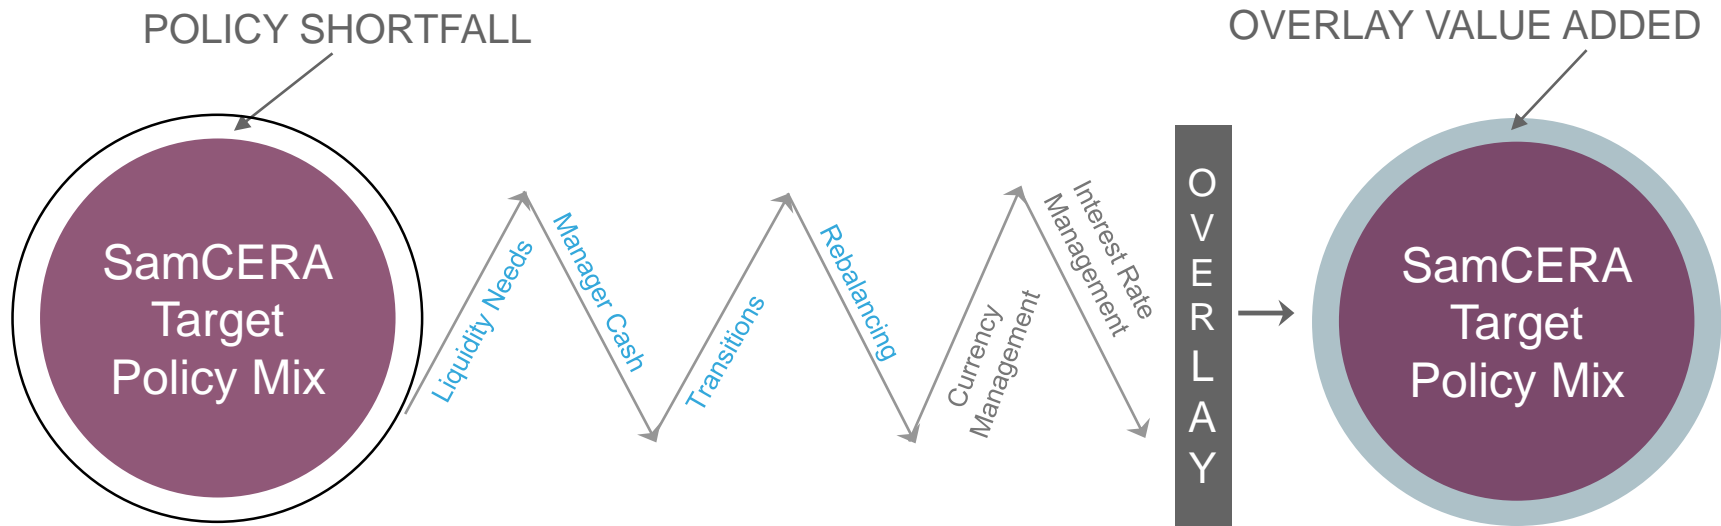 POLICY SHORTFALL
OVERLAY VALUE ADDED
SamCERA
Target
Policy Mix
Liquidity Needs
Manager Cash
Transitions
Rebalancing
Currency
Management
Interest Rate
Management
OVERLAY
SamCERA
Target
Policy Mix